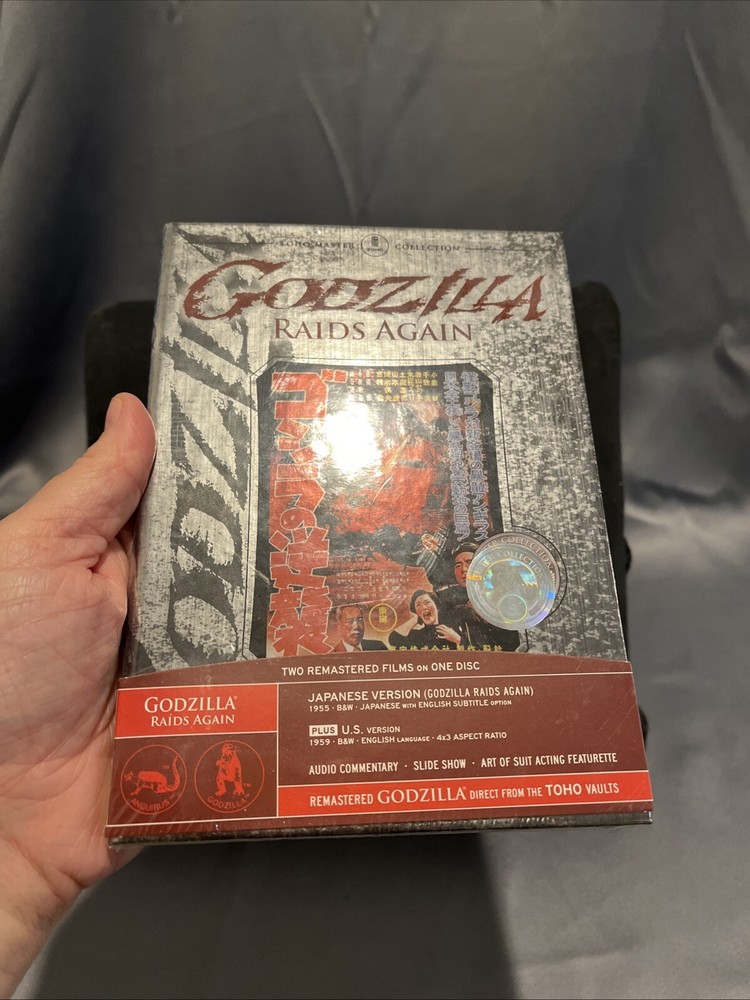 TOHO MASTER COLLECTION
GODZILLA
RAIDS AGAIN
ゴジラの逆襲
COLLECTION
COLLECTION
TWO REMASTERED FILMS ON ONE DISC
GODZILLA®
RAIDS AGAIN
ANGUIRUS
GODZILLA
JAPANESE VERSION (GODZILLA RAIDS AGAIN)
1955 · B&W · JAPANESE WITH ENGLISH SUBTITLE OPTION
PLUS U.S. VERSION
1959 · B&W · ENGLISH LANGUAGE · 4x3 ASPECT RATIO
AUDIO COMMENTARY · SLIDE SHOW · ART OF SUIT ACTING FEATURETTE
REMASTERED GODZILLA® DIRECT FROM THE TOHO VAULTS